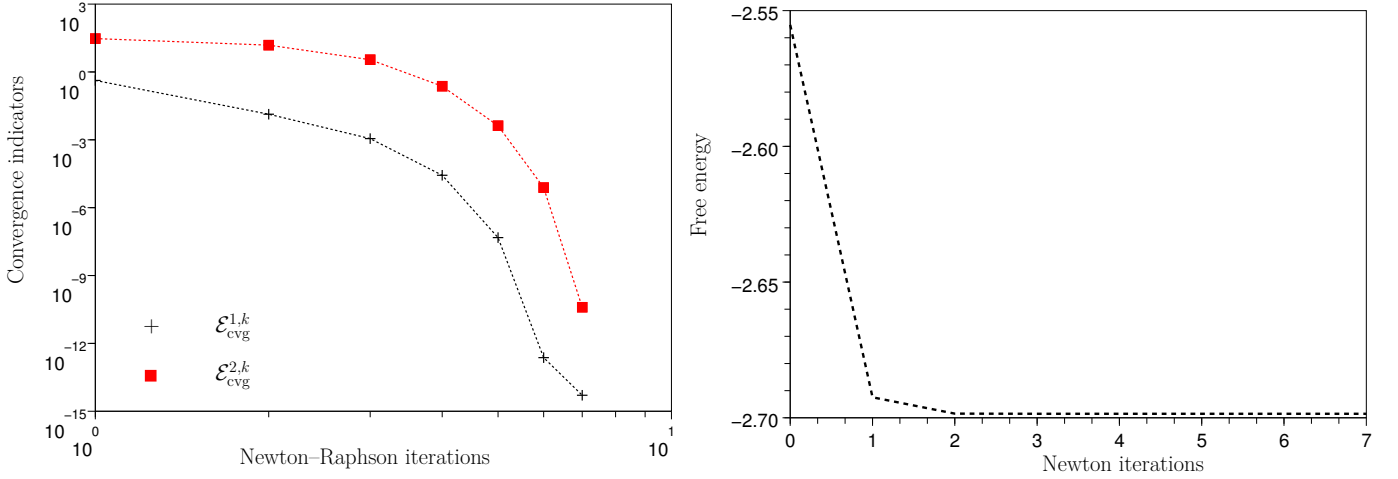 10^3
10^0
10^−3
10^−6
10^−9
10^−12
10^−15
Convergence indicators
ℰ_cvg^{1,k}
ℰ_cvg^{2,k}
10^0
10^1
Newton–Raphson iterations
−2.55
−2.60
−2.65
−2.70
Free energy
0 1 2 3 4 5 6 7
Newton iterations